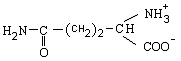 NH₃⁺
H₂N-C-(CH₂)₂-CH
O
COO⁻